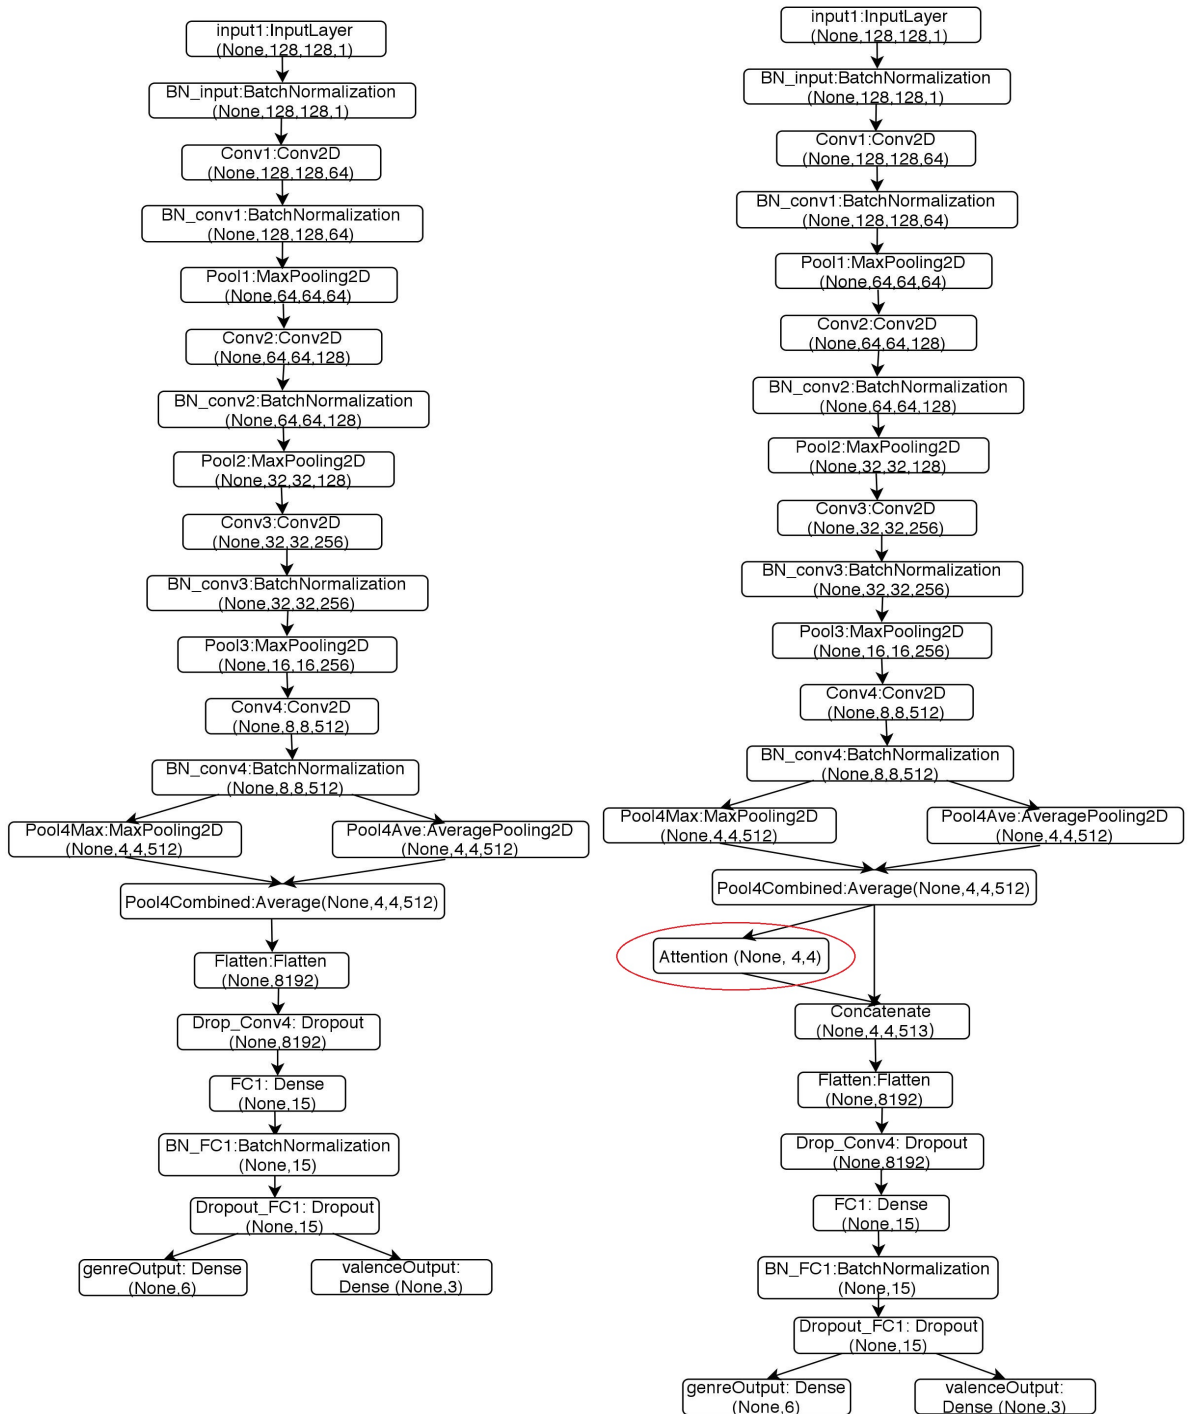 input1:InputLayer
(None,128,128,1)
BN_input:BatchNormalization
(None,128,128,1)
Conv1:Conv2D
(None,128,128,64)
BN_conv1:BatchNormalization
(None,128,128,64)
Pool1:MaxPooling2D
(None,64,64,64)
Conv2:Conv2D
(None,64,64,128)
BN_conv2:BatchNormalization
(None,64,64,128)
Pool2:MaxPooling2D
(None,32,32,128)
Conv3:Conv2D
(None,32,32,256)
BN_conv3:BatchNormalization
(None,32,32,256)
Pool3:MaxPooling2D
(None,16,16,256)
Conv4:Conv2D
(None,8,8,512)
BN_conv4:BatchNormalization
(None,8,8,512)
Pool4Max:MaxPooling2D
(None,4,4,512)
Pool4Ave:AveragePooling2D
(None,4,4,512)
Pool4Combined:Average(None,4,4,512)
Flatten:Flatten
(None,8192)
Drop_Conv4: Dropout
(None,8192)
FC1: Dense
(None,15)
BN_FC1:BatchNormalization
(None,15)
Dropout_FC1: Dropout
(None,15)
genreOutput: Dense
(None,6)
valenceOutput:
Dense (None,3)
input1:InputLayer
(None,128,128,1)
BN_input:BatchNormalization
(None,128,128,1)
Conv1:Conv2D
(None,128,128,64)
BN_conv1:BatchNormalization
(None,128,128,64)
Pool1:MaxPooling2D
(None,64,64,64)
Conv2:Conv2D
(None,64,64,128)
BN_conv2:BatchNormalization
(None,64,64,128)
Pool2:MaxPooling2D
(None,32,32,128)
Conv3:Conv2D
(None,32,32,256)
BN_conv3:BatchNormalization
(None,32,32,256)
Pool3:MaxPooling2D
(None,16,16,256)
Conv4:Conv2D
(None,8,8,512)
BN_conv4:BatchNormalization
(None,8,8,512)
Pool4Max:MaxPooling2D
(None,4,4,512)
Pool4Ave:AveragePooling2D
(None,4,4,512)
Pool4Combined:Average(None,4,4,512)
Attention (None, 4,4)
Concatenate
(None,4,4,513)
Flatten:Flatten
(None,8192)
Drop_Conv4: Dropout
(None,8192)
FC1: Dense
(None,15)
BN_FC1:BatchNormalization
(None,15)
Dropout_FC1: Dropout
(None,15)
genreOutput: Dense
(None,6)
valenceOutput:
Dense (None,3)